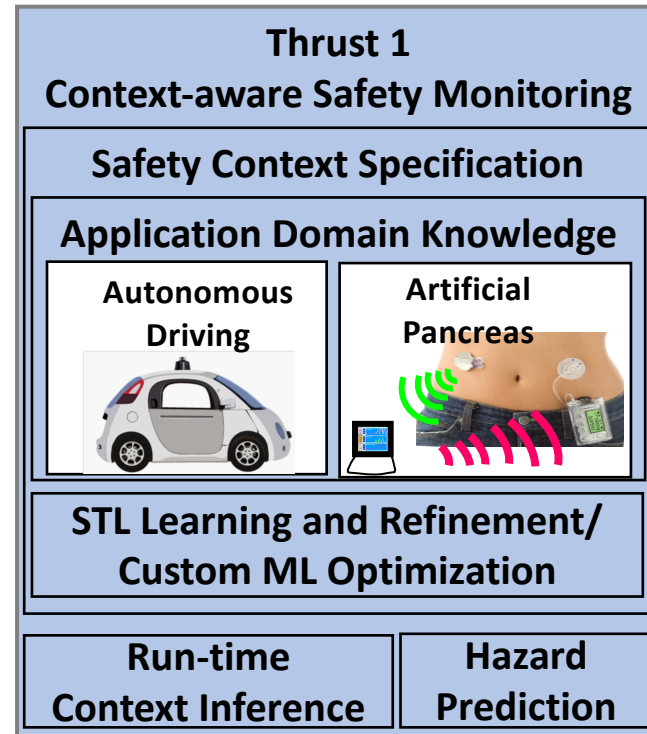 Thrust 1
Context-aware Safety Monitoring
Safety Context Specification
Application Domain Knowledge
Autonomous
Driving
Artificial
Pancreas
STL Learning and Refinement/
Custom ML Optimization
Run-time
Context Inference
Hazard
Prediction